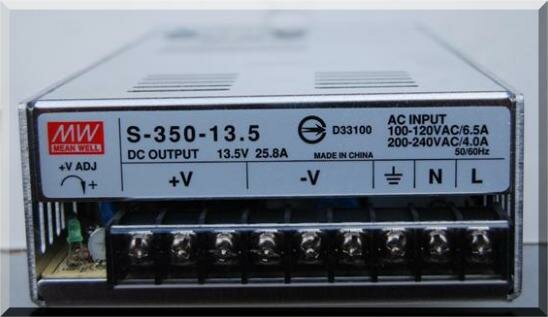 MW
MEAN WELL
S-350-13.5
DC OUTPUT 13.5V 25.8A
D33100
MADE IN CHINA
AC INPUT
100-120VAC/6.5A
200-240VAC/4.0A
50/60Hz
+V ADJ
+
+V
-V
N
L